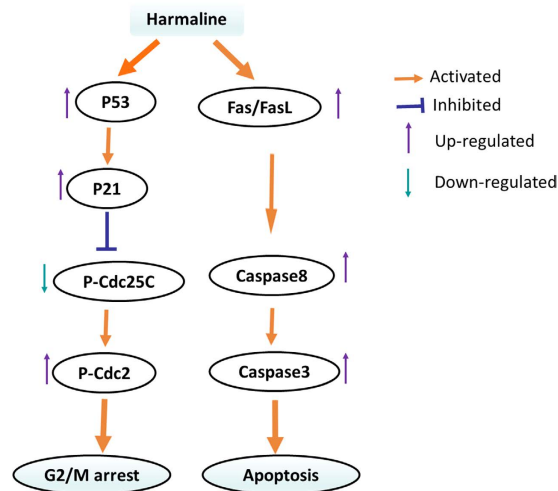 Harmaline
P53
Fas/FasL
P21
P-Cdc25C
Caspase8
P-Cdc2
Caspase3
G2/M arrest
Apoptosis
Activated
Inhibited
Up-regulated
Down-regulated